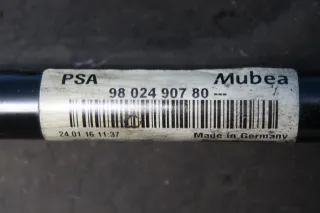 PSA Mubea
98 024 907 80 ---
24.01.16 11:37 Made in Germany